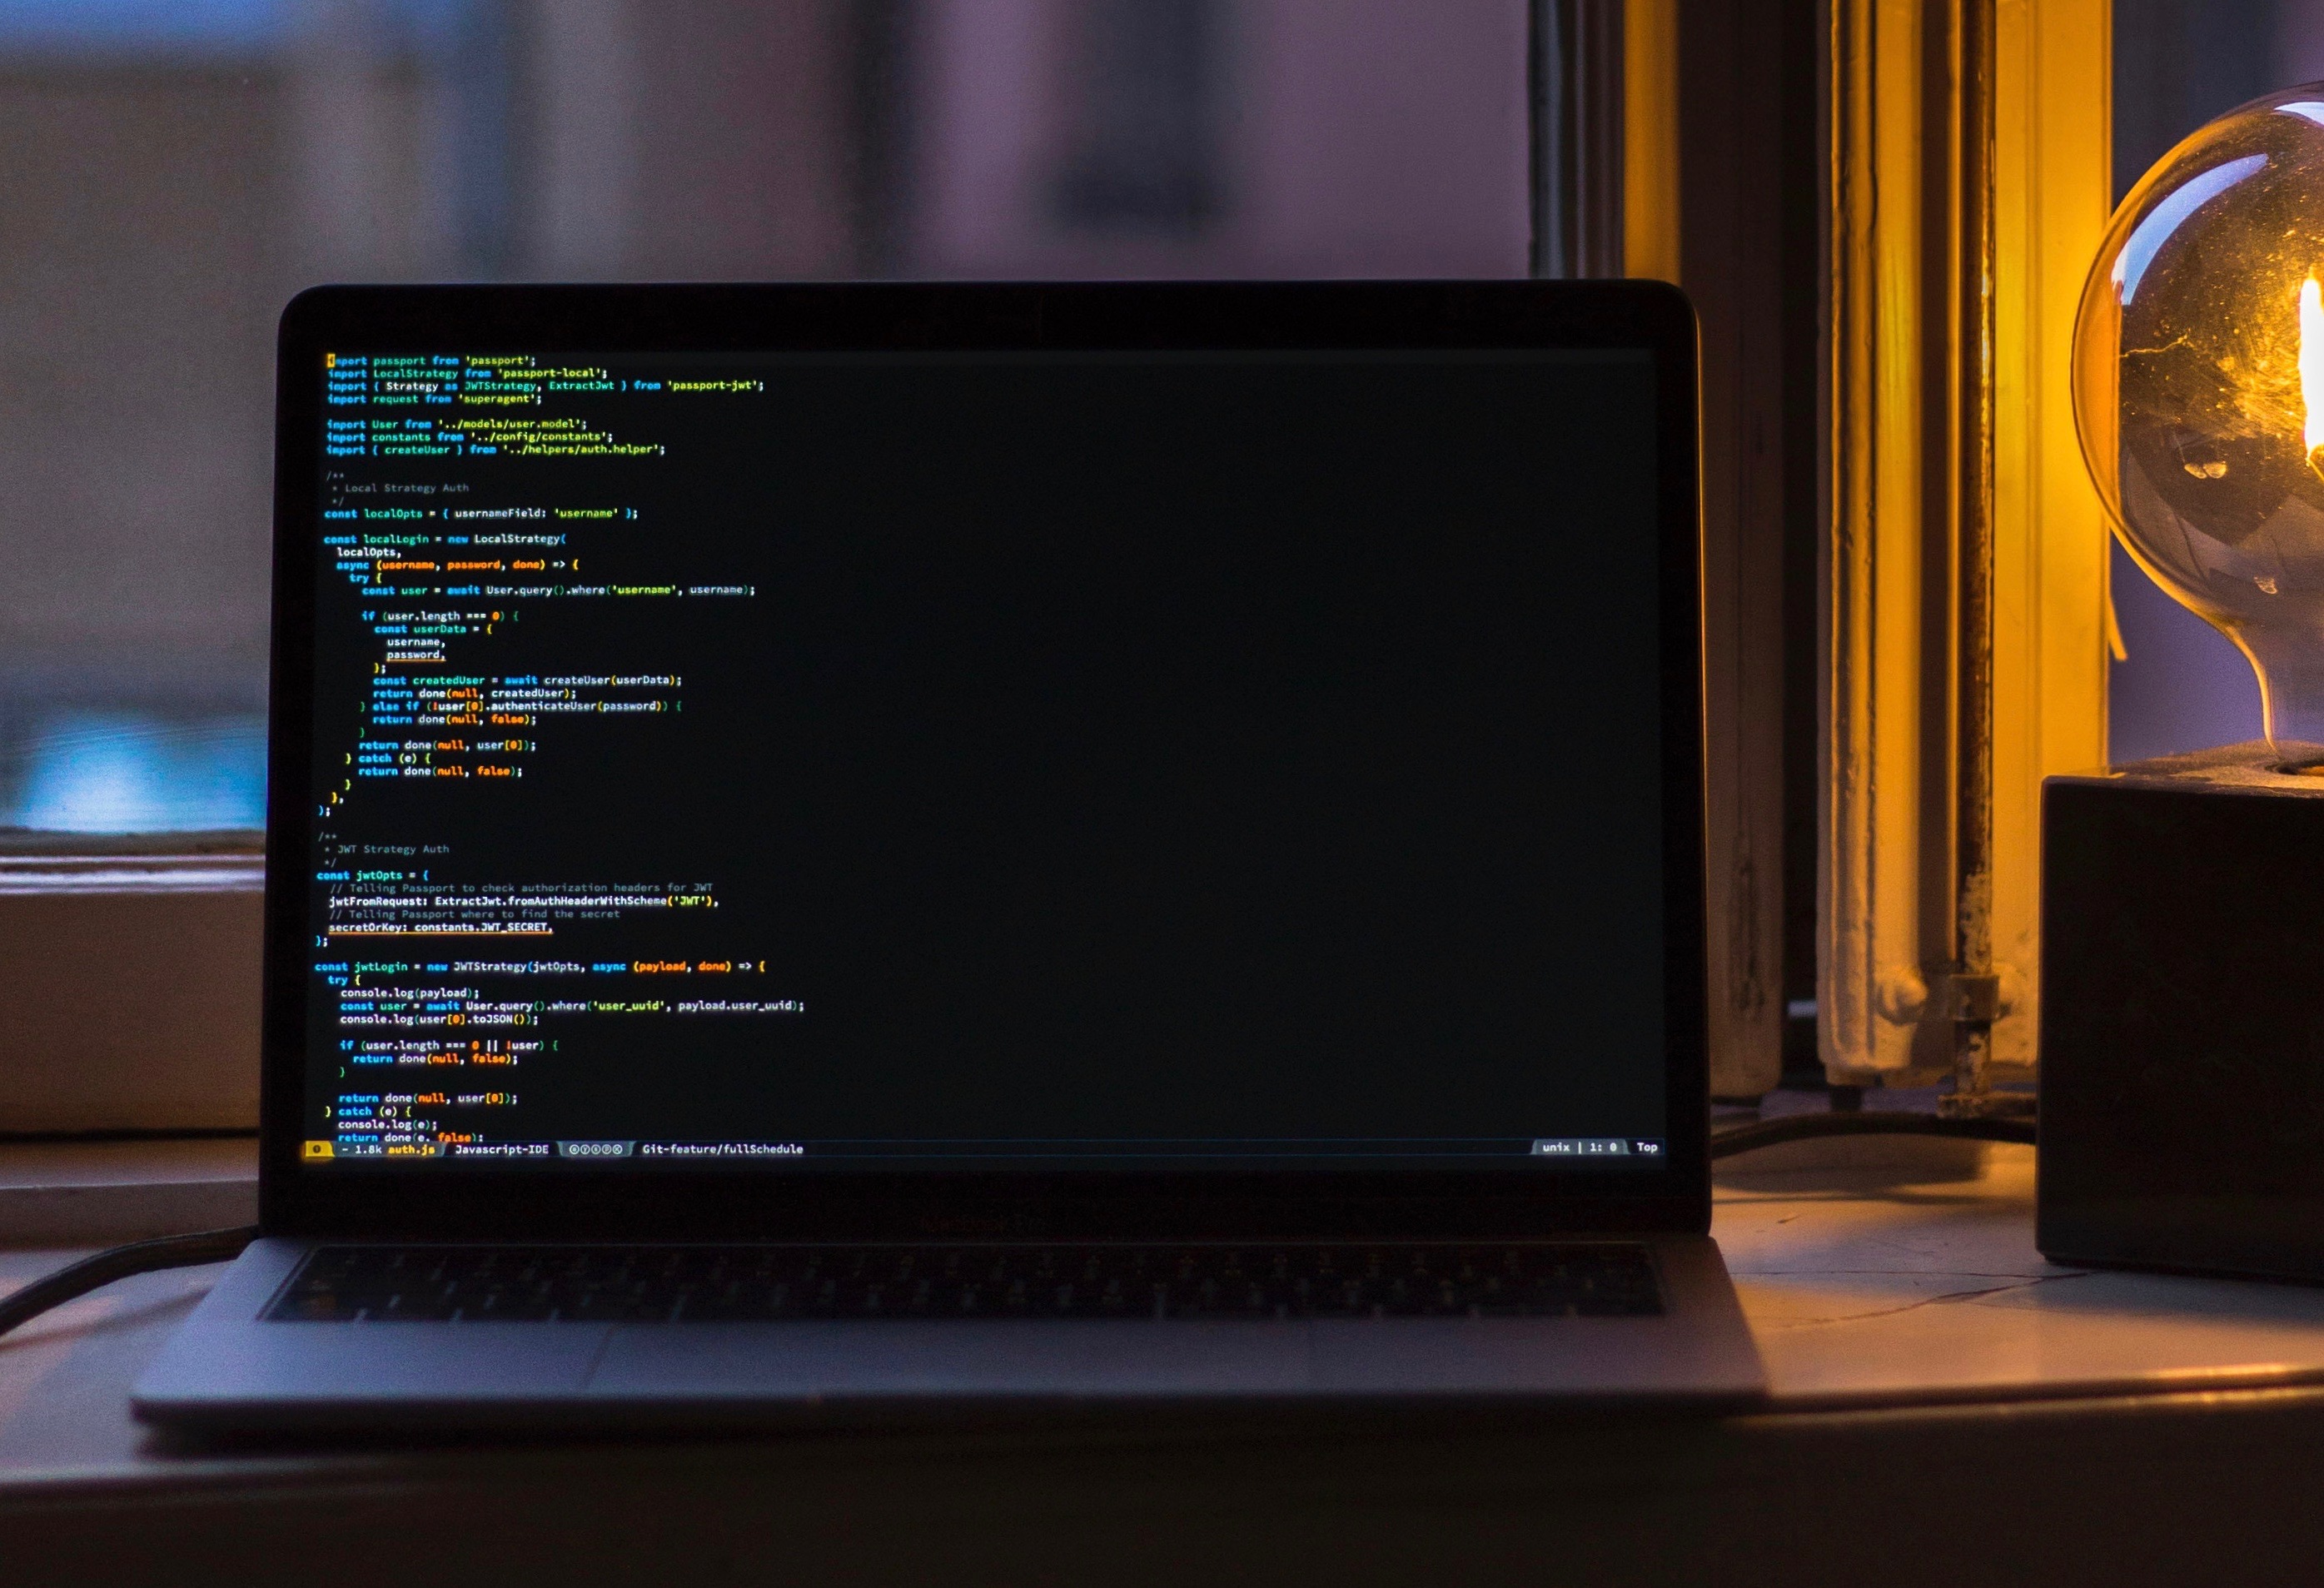 import passport from 'passport';
import LocalStrategy from 'passport-local';
import { Strategy as JWTStrategy, ExtractJwt } from 'passport-jwt';
import request from 'superagent';
import User from '../models/user.model';
import constants from '../config/constants';
import { createUser } from '../helpers/auth.helper';
/**
* Local Strategy Auth
*/
const localOpts = { usernameField: 'username' };
const localLogin = new LocalStrategy(
localOpts,
async (username, password, done) => {
try {
const user = await User.query().where('username', username);
if (user.length === 0) {
const userData = {
username,
password,
};
const createdUser = await createUser(userData);
return done(null, createdUser);
} else if (!user[0].authenticateUser(password)) {
return done(null, false);
}
return done(null, user[0]);
} catch (e) {
return done(null, false);
}
},
);
/**
* JWT Strategy Auth
*/
const jwtOpts = {
// Telling Passport to check authorization headers for JWT
jwtFromRequest: ExtractJwt.fromAuthHeaderWithScheme('JWT'),
// Telling Passport where to find the secret
secretOrKey: constants.JWT_SECRET,
};
const jwtLogin = new JWTStrategy(jwtOpts, async (payload, done) => {
try {
console.log(payload);
const user = await User.query().where('user_uuid', payload.user_uuid);
console.log(user[0].toJSON());
if (user.length === 0 || !user) {
return done(null, false);
}
return done(null, user[0]);
} catch (e) {
console.log(e);
return done(e, false);
- 1.8k auth.js Javascript-IDE Git-feature/fullSchedule unix | 1: 0 Top
MacBook Pro